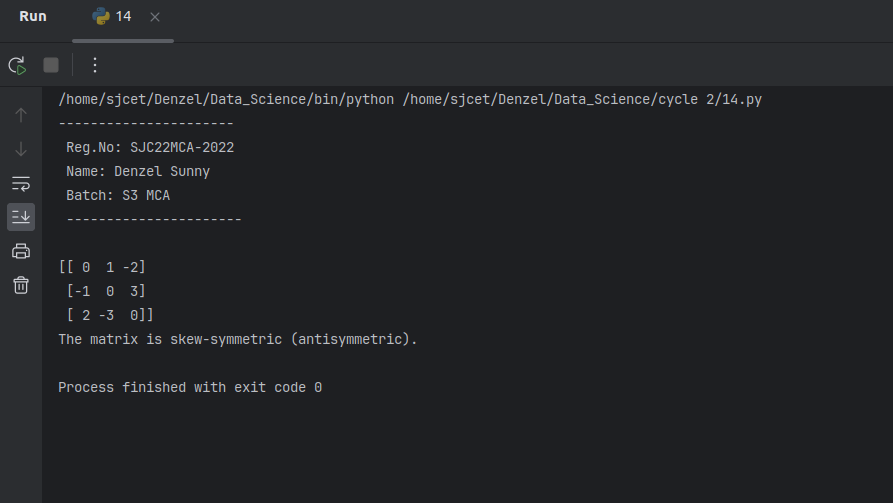 Run 14
/home/sjcet/Denzel/Data_Science/bin/python /home/sjcet/Denzel/Data_Science/cycle 2/14.py
----------------------
Reg.No: SJC22MCA-2022
Name: Denzel Sunny
Batch: S3 MCA
----------------------
[[ 0  1 -2]
[-1  0  3]
[ 2 -3  0]]
The matrix is skew-symmetric (antisymmetric).
Process finished with exit code 0